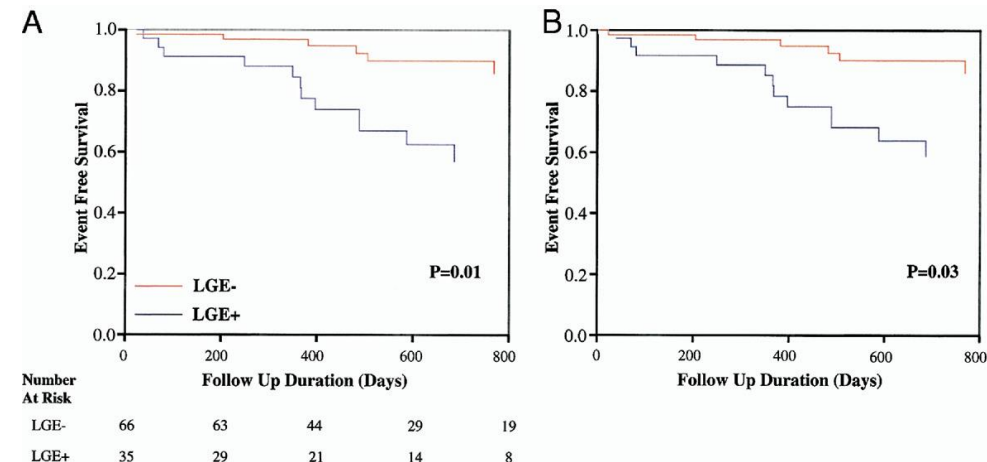 A
1.0
0.8
0.6
0.4
0.2
0.0
Event Free Survival
P=0.01
LGE-
LGE+
0 200 400 600 800
Follow Up Duration (Days)
Number
At Risk
LGE- 66 63 44 29 19
LGE+ 35 29 21 14 8
B
1.0
0.8
0.6
0.4
0.2
0.0
Event Free Survival
P=0.03
0 200 400 600 800
Follow Up Duration (Days)